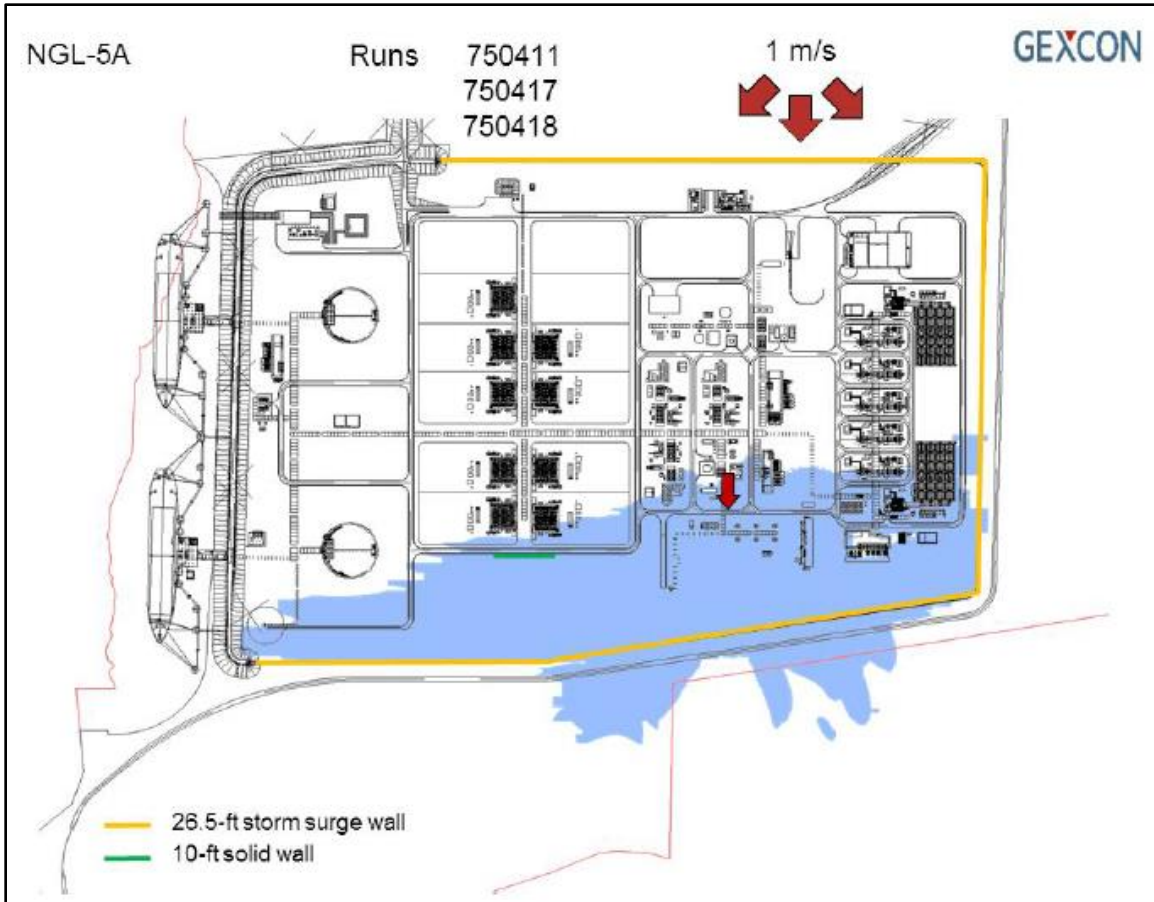 NGL-5A
Runs 750411
750417
750418
1 m/s
GEXCON
26.5-ft storm surge wall
10-ft solid wall